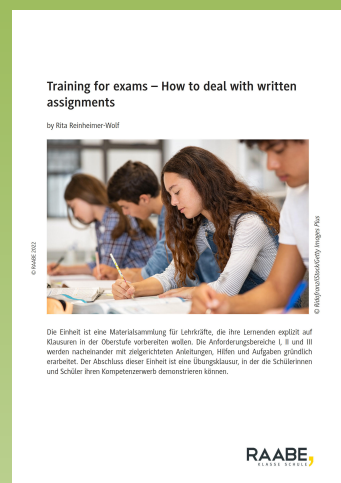 Training for exams – How to deal with written
assignments
by Rita Reinheimer-Wolf
© RAABE 2022
© Ridofranz/iStock/Getty Images Plus
Die Einheit ist eine Materialsammlung für Lehrkräfte, die ihre Lernenden explizit auf
Klausuren in der Oberstufe vorbereiten wollen. Die Anforderungsbereiche I, II und III
werden nacheinander mit zielgerichteten Anleitungen, Hilfen und Aufgaben gründlich
erarbeitet. Der Abschluss dieser Einheit ist eine Übungsklausur, in der die Schülerinnen
und Schüler ihren Kompetenzerwerb demonstrieren können.
RAABE,
KLASSE SCHULE